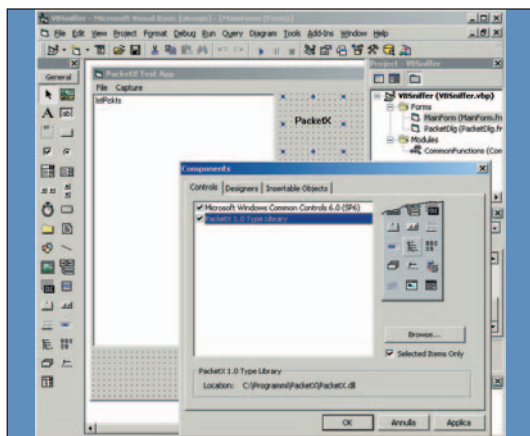 VBSniffer - Microsoft Visual Basic [design] - [MainForm (Form)]
File Edit View Project Format Debug Run Query Diagram Tools Add-Ins Window Help
General
PacketX Test App
File Capture
lstPckts
PacketX
Project - VBSniffer
VBSniffer (VBSniffer.vbp)
Forms
MainForm (MainForm.fr
PacketDlg (PacketDlg.fr
Modules
CommonFunctions (Com
Components
Controls Designers Insertable Objects
Microsoft Windows Common Controls 6.0 (SP6)
PacketX 1.0 Type Library
Browse...
Selected Items Only
PacketX 1.0 Type Library
Location: C:\Programmi\PacketX\PacketX.dll
OK Annulla Applica